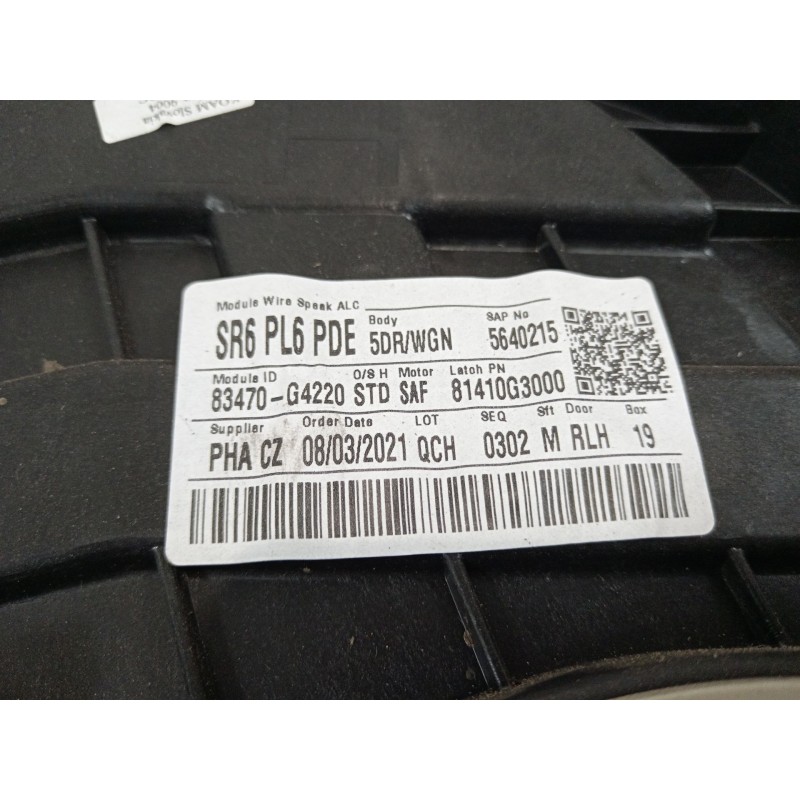 KOAM Slovakia
Module Wire Speak ALC Body SAP No
SR6 PL6 PDE 5DR/WGN 5640215
Module ID O/S H Motor Latch PN
83470-G4220 STD SAF 81410G3000
Supplier Order Date LOT SEQ Sft Door Box
PHA CZ 08/03/2021 QCH 0302 M RLH 19